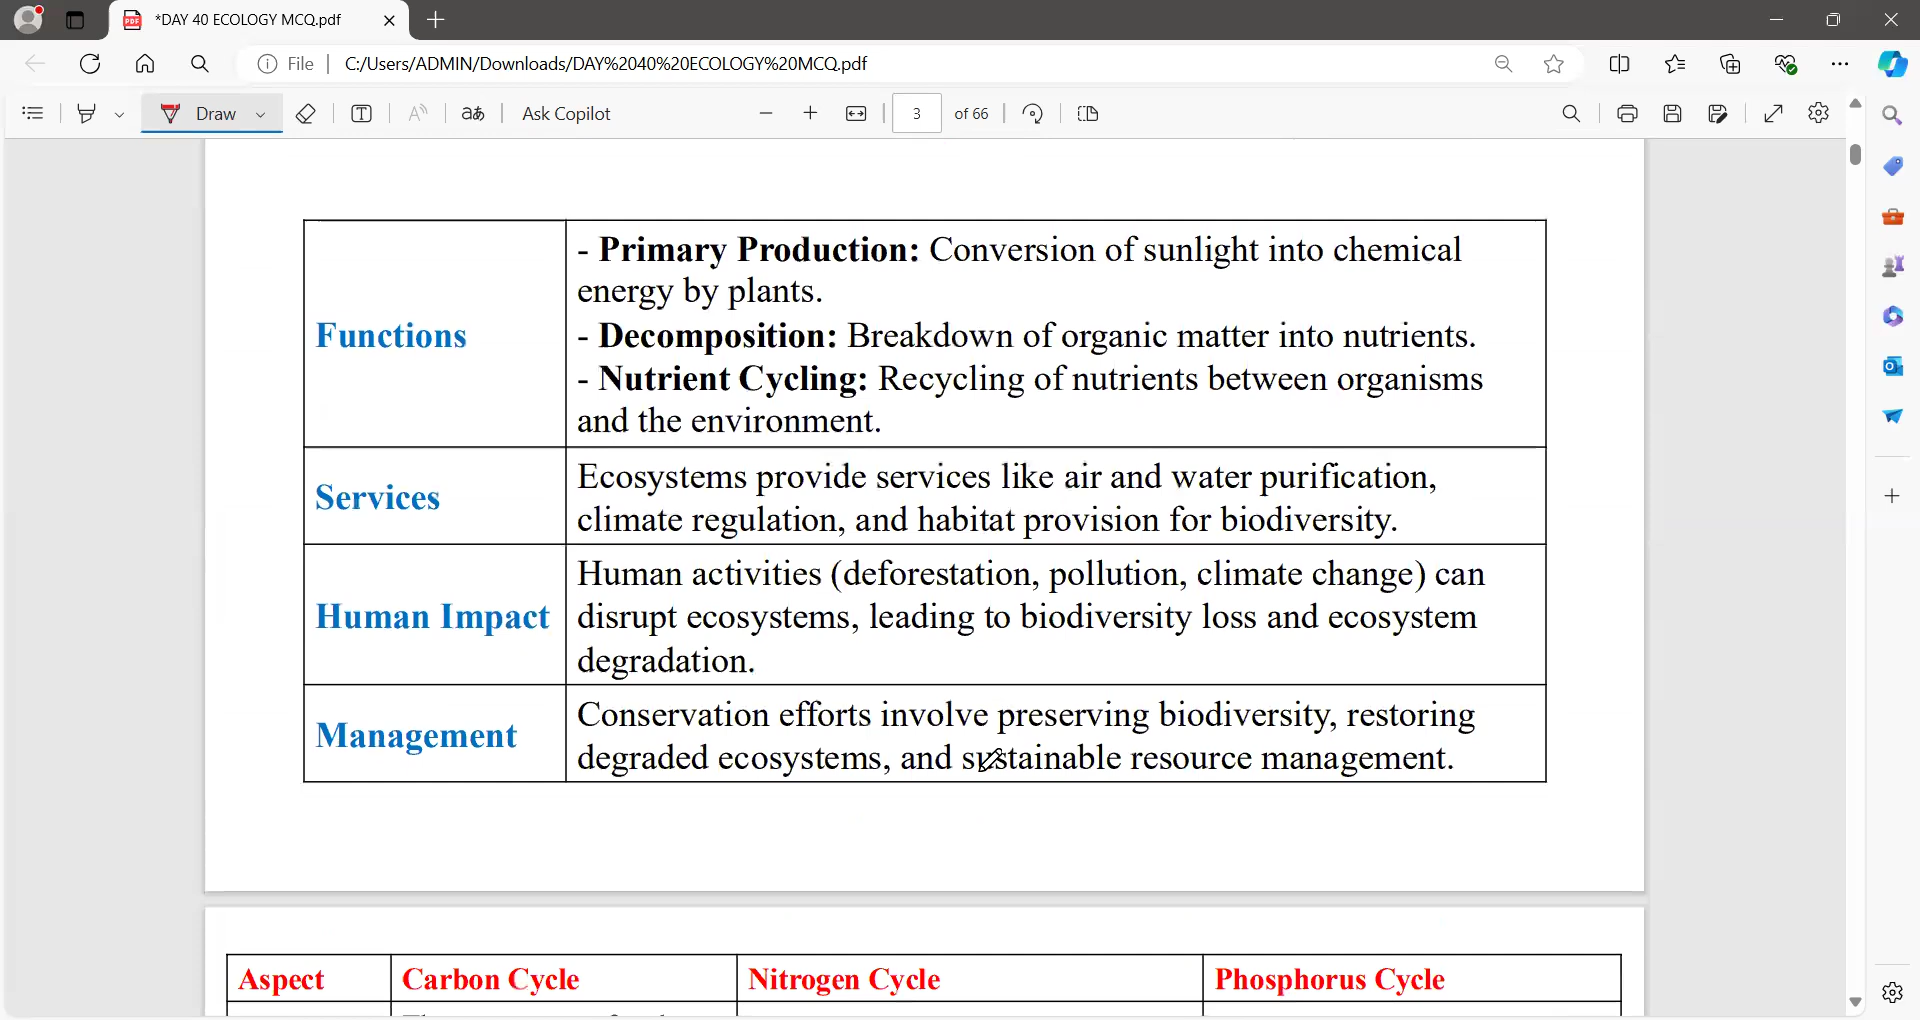 *DAY 40 ECOLOGY MCQ.pdf
File
C:/Users/ADMIN/Downloads/DAY%2040%20ECOLOGY%20MCQ.pdf
Draw
Ask Copilot
3 of 66
- Primary Production: Conversion of sunlight into chemical
energy by plants.
Functions
- Decomposition: Breakdown of organic matter into nutrients.
- Nutrient Cycling: Recycling of nutrients between organisms
and the environment.
Services
Ecosystems provide services like air and water purification,
climate regulation, and habitat provision for biodiversity.
Human Impact
Human activities (deforestation, pollution, climate change) can
disrupt ecosystems, leading to biodiversity loss and ecosystem
degradation.
Management
Conservation efforts involve preserving biodiversity, restoring
degraded ecosystems, and sustainable resource management.
Aspect Carbon Cycle Nitrogen Cycle Phosphorus Cycle